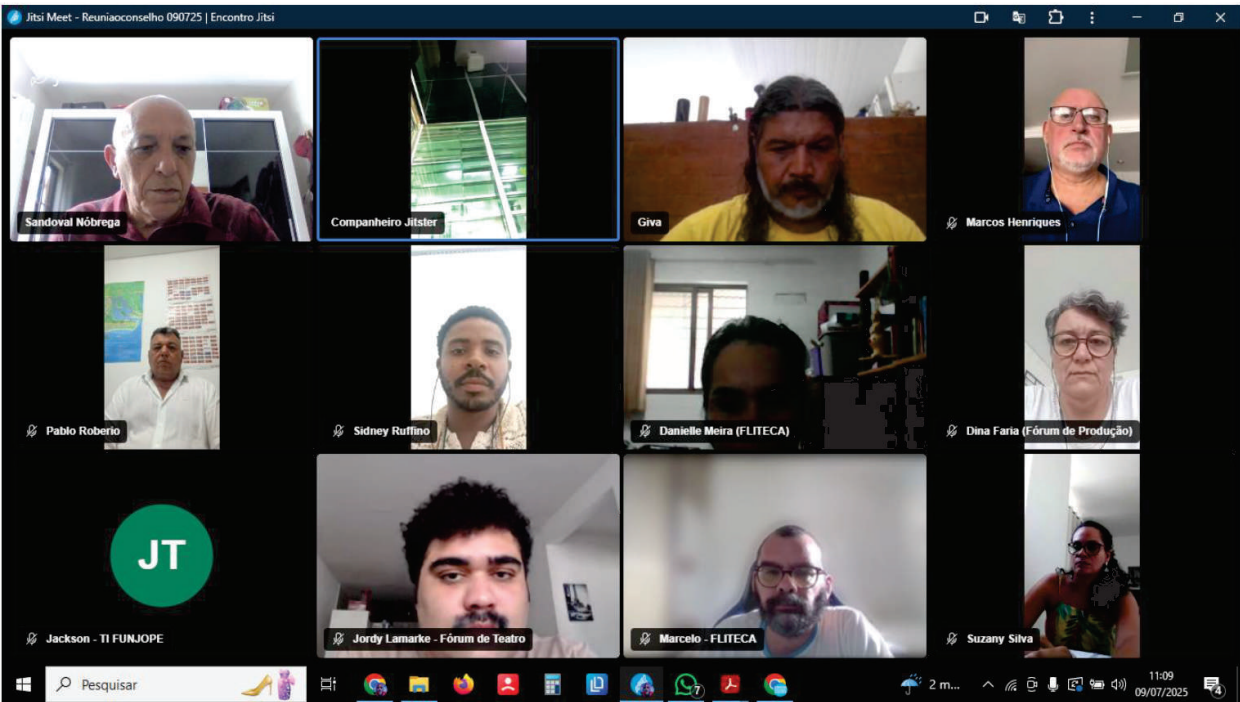 Jitsi Meet - Reuniaoconselho 090725 | Encontro Jitsi
Sandoval Nóbrega
Companheiro Jitster
Giva
Marcos Henriques
Pablo Roberio
Sidney Ruffino
Danielle Meira (FLITECA)
Dina Faria (Fórum de Produção)
JT
Jackson - TI FUNJOPE
Jordy Lamarke - Fórum de Teatro
Marcelo - FLITECA
Suzany Silva
Pesquisar
7
2 m...
11:09
09/07/2025
4